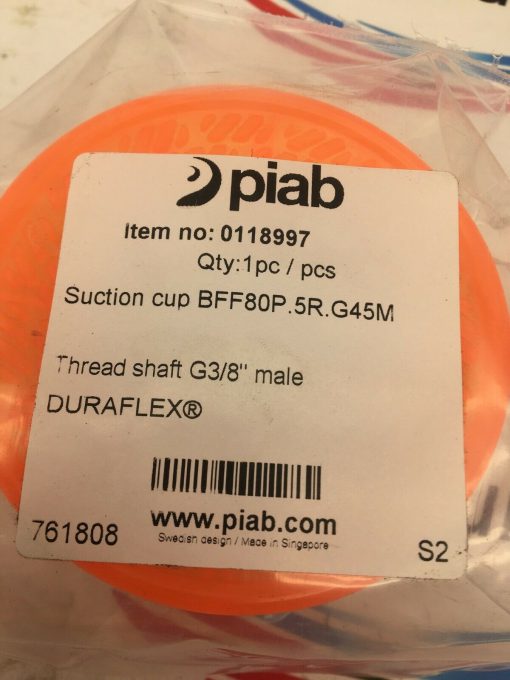 piab
Item no: 0118997
Qty:1pc / pcs
Suction cup BFF80P.5R.G45M
Thread shaft G3/8" male
DURAFLEX®
www.piab.com
Swedish design / Made in Singapore
761808
S2